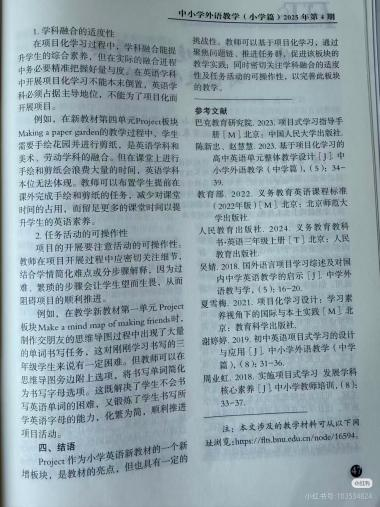 中小学外语教学（小学篇）2025年第4期
1. 学科融合的适度性
在项目化学习过程中，学科融合能提
升学生的综合素养，但在实际的融合进程
中务必要精准把握好量与度。在英语学科
中开展项目化学习不能本末倒置，英语学
科必须占据主导地位，不能为了项目化而
开展项目。
例如，在新教材第四单元Project板块
Making a paper garden的教学过程中，学生
需要手绘花园并进行剪纸，是英语学科和
美术、劳动学科的融合。但在课堂上进行
手绘和剪纸会浪费大量的时间，英语学科
本位无法体现。教师可以布置学生提前在
课外完成手绘和剪纸的任务，减少对课堂
时间的占用，而留足更多的课堂时间以提
升学生的英语素养。
2. 任务活动的可操作性
项目的开展要注意活动的可操作性。
教师在项目开展过程中应密切关注细节，
结合学情简化难点或分步骤解释，因为过
难、繁琐的步骤会让学生望而生畏，从而
阻碍项目的顺利推进。
例如，在教学新教材第一单元 Project
板块Make a mind map of making friends时，
制作交朋友的思维导图过程中出现了大量
的单词书写任务，这对刚刚学习书写的三
年级学生来说有一定困难。但教师可以在
思维导图旁边附上选项，将书写单词简化
为书写字母选项。这既解决了学生不会书
写英语单词的困难，又锻炼了学生书写所
学英语字母的能力，化繁为简，顺利推进
项目活动。
四、结语
Project 作为小学英语新教材的一个新
增板块，是教材的亮点，但也具有一定的
挑战性。教师可以基于项目化学习，通过
聚焦问题链、推进任务群，促进该板块的
教学实践；同时密切关注学科融合的适度
性及任务活动的可操作性，以完善此板块
的教学。
参考文献
巴克教育研究院. 2023. 项目式学习指导手
册［M］. 北京：中国人民大学出版社.
陈新忠、赵慧慧. 2023. 基于项目化学习的
高中英语单元整体教学设计［J］. 中
小学外语教学（中学篇），（5）：34—
39.
教育部. 2022. 义务教育英语课程标准
（2022年版）［M］. 北京：北京师范大
学出版社.
人民教育出版社. 2024. 义务教育教科
书·英语三年级上册［T］. 北京：人民
教育出版社.
吴婧. 2018. 国外语言项目学习综述及对国
内中学英语教学的启示［J］. 中学外
语教与学，（5）：16—20.
夏雪梅. 2021. 项目化学习设计：学习素
养视角下的国际与本土实践［M］. 北
京：教育科学出版社.
谢婷婷. 2019. 初中英语项目式学习的设计
与应用［J］. 中小学外语教学（中学
篇），（8）：31—36.
周业虹. 2018. 实施项目式学习 发展学科
核心素养［J］. 中小学教师培训，（8）：
33—37.
注：本文涉及的教学材料可从以下网
址浏览：https://flts.bnu.edu.cn/node/16594.
47
小红书号：103534824